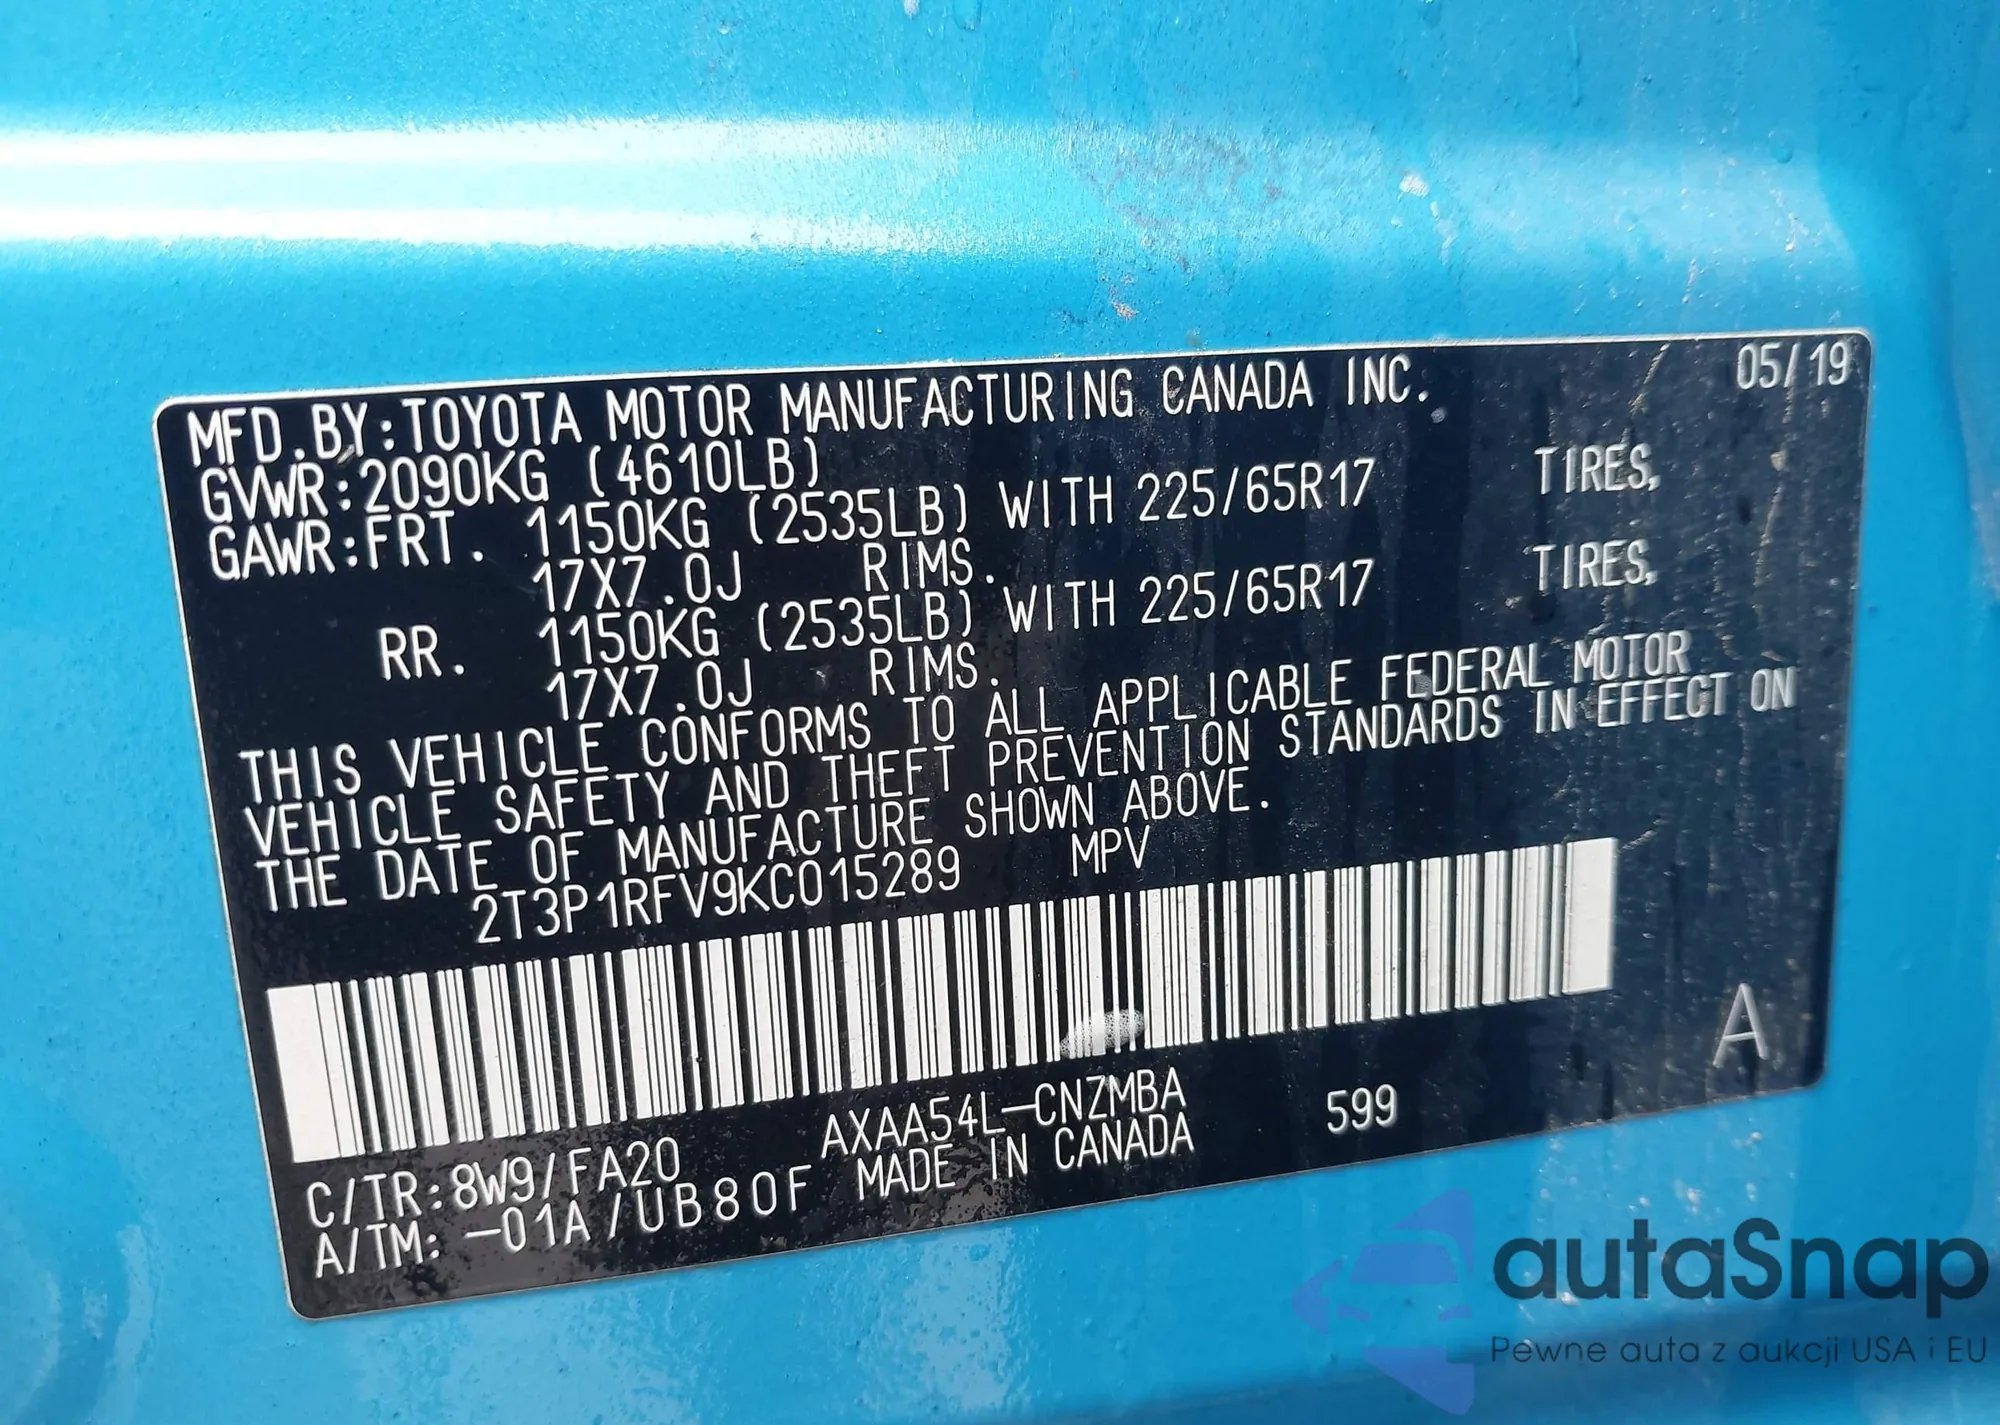 05/19
MFD.BY:TOYOTA MOTOR MANUFACTURING CANADA INC.
GVWR:2090KG (4610LB)
GAWR:FRT. 1150KG (2535LB) WITH 225/65R17 TIRES,
17X7.0J RIMS.
RR. 1150KG (2535LB) WITH 225/65R17 TIRES,
17X7.0J RIMS.
THIS VEHICLE CONFORMS TO ALL APPLICABLE FEDERAL MOTOR
VEHICLE SAFETY AND THEFT PREVENTION STANDARDS IN EFFECT ON
THE DATE OF MANUFACTURE SHOWN ABOVE.
2T3P1RFV9KC015289 MPV
A
AXAA54L-CNZMBA 599
C/TR:8W9/FA20 MADE IN CANADA
A/TM:-01A/UB80F
autaSnap
Pewne auta z aukcji USA i EU